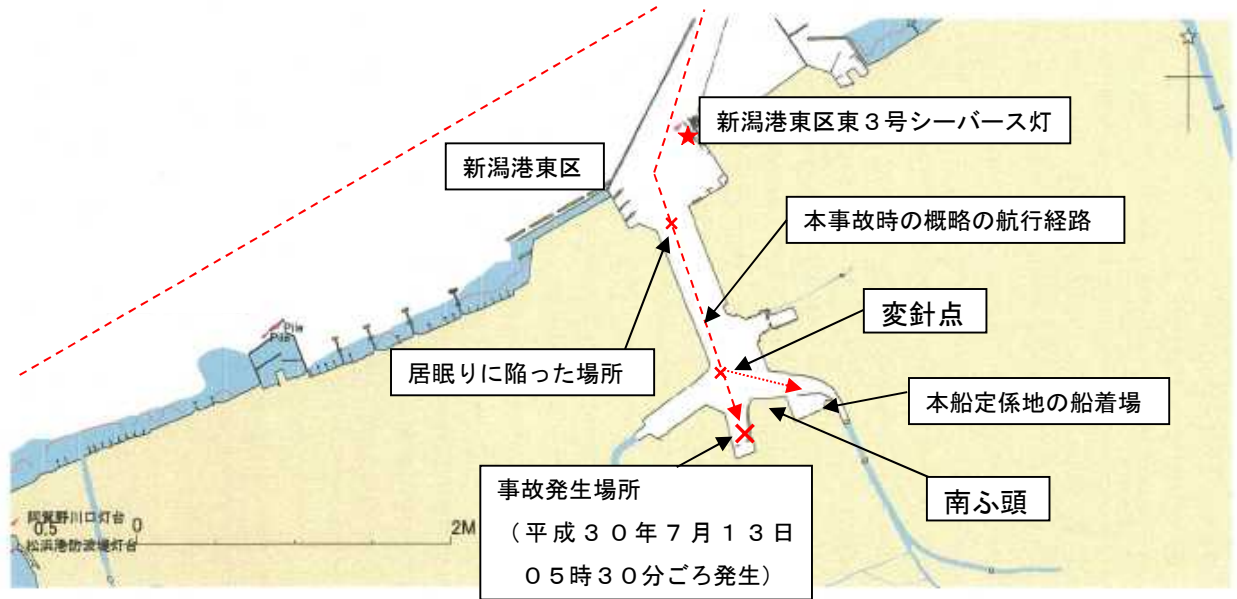 新潟港東区東３号シーバース灯
新潟港東区
本事故時の概略の航行経路
変針点
居眠りに陥った場所
本船定係地の船着場
事故発生場所
（平成３０年７月１３日
０５時３０分ごろ発生）
南ふ頭
Pile
阿賀野川口灯台
0.5 0 2M
松浜港防波堤灯台